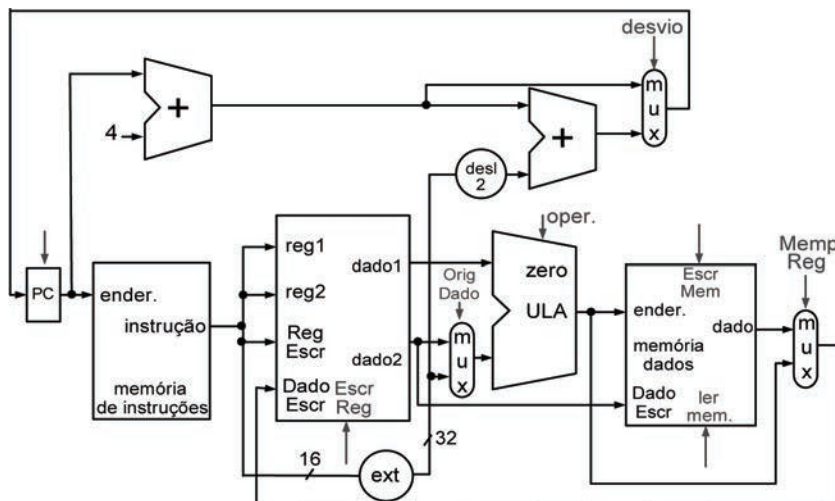 desvio
m
u
x
+
4
+
desl
2
oper.
PC
ender.
instrução
memória
de instruções
reg1
reg2
Reg
Escr
Dado
Escr
Escr
Reg
dado1
dado2
Orig
Dado
m
u
x
zero
ULA
Escr
Mem
ender.
dado
memória
dados
Dado
Escr
ler
mem.
Memp
Reg
m
u
x
16
ext
32